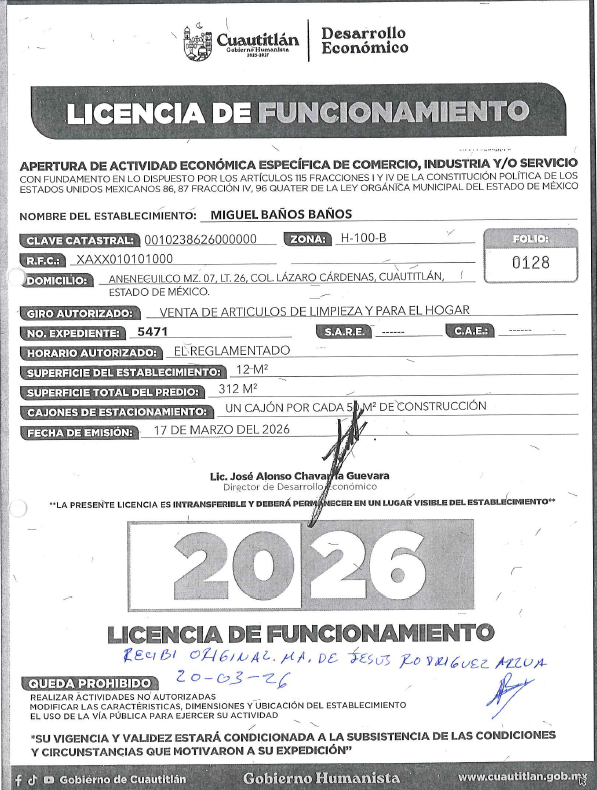 Cuautitlán
Gobierno Humanista
2025-2027
Desarrollo
Económico
LICENCIA DE FUNCIONAMIENTO
APERTURA DE ACTIVIDAD ECONÓMICA ESPECÍFICA DE COMERCIO, INDUSTRIA Y/O SERVICIO
CON FUNDAMENTO EN LO DISPUESTO POR LOS ARTÍCULOS 115 FRACCIONES I Y IV DE LA CONSTITUCIÓN POLÍTICA DE LOS
ESTADOS UNIDOS MEXICANOS 86, 87 FRACCIÓN IV, 96 QUATER DE LA LEY ORGÁNICA MUNICIPAL DEL ESTADO DE MÉXICO
NOMBRE DEL ESTABLECIMIENTO: MIGUEL BAÑOS BAÑOS
CLAVE CATASTRAL: 0010238626000000 ZONA: H-100-B
FOLIO:
0128
R.F.C.: XAXX010101000
DOMICILIO: ANENEUILCO MZ. 07, LT. 26, COL. LÁZARO CÁRDENAS, CUAUTITLÁN,
ESTADO DE MÉXICO.
GIRO AUTORIZADO: VENTA DE ARTICULOS DE LIMPIEZA Y PARA EL HOGAR
NO. EXPEDIENTE: 5471 S.A.R.E. ------ C.A.E.: ------
HORARIO AUTORIZADO: EL REGLAMENTADO
SUPERFICIE DEL ESTABLECIMIENTO: 12 M²
SUPERFICIE TOTAL DEL PREDIO: 312 M²
CAJONES DE ESTACIONAMIENTO: UN CAJÓN POR CADA 50 M² DE CONSTRUCCIÓN
FECHA DE EMISIÓN: 17 DE MARZO DEL 2026
Lic. José Alonso Chavarria Guevara
Director de Desarrollo Económico
**LA PRESENTE LICENCIA ES INTRANSFERIBLE Y DEBERÁ PERMANECER EN UN LUGAR VISIBLE DEL ESTABLECIMIENTO**
2026
LICENCIA DE FUNCIONAMIENTO
RECIBI ORIGINAL. MA. DE JESUS RODRIGUEZ ARZUA
20-03-26
QUEDA PROHIBIDO
REALIZAR ACTIVIDADES NO AUTORIZADAS
MODIFICAR LAS CARACTERÍSTICAS, DIMENSIONES Y UBICACIÓN DEL ESTABLECIMIENTO
EL USO DE LA VÍA PÚBLICA PARA EJERCER SU ACTIVIDAD
"SU VIGENCIA Y VALIDEZ ESTARÁ CONDICIONADA A LA SUBSISTENCIA DE LAS CONDICIONES
Y CIRCUNSTANCIAS QUE MOTIVARON A SU EXPEDICIÓN"
Gobierno de Cuautitlán
Gobierno Humanista
www.cuautitlan.gob.mx